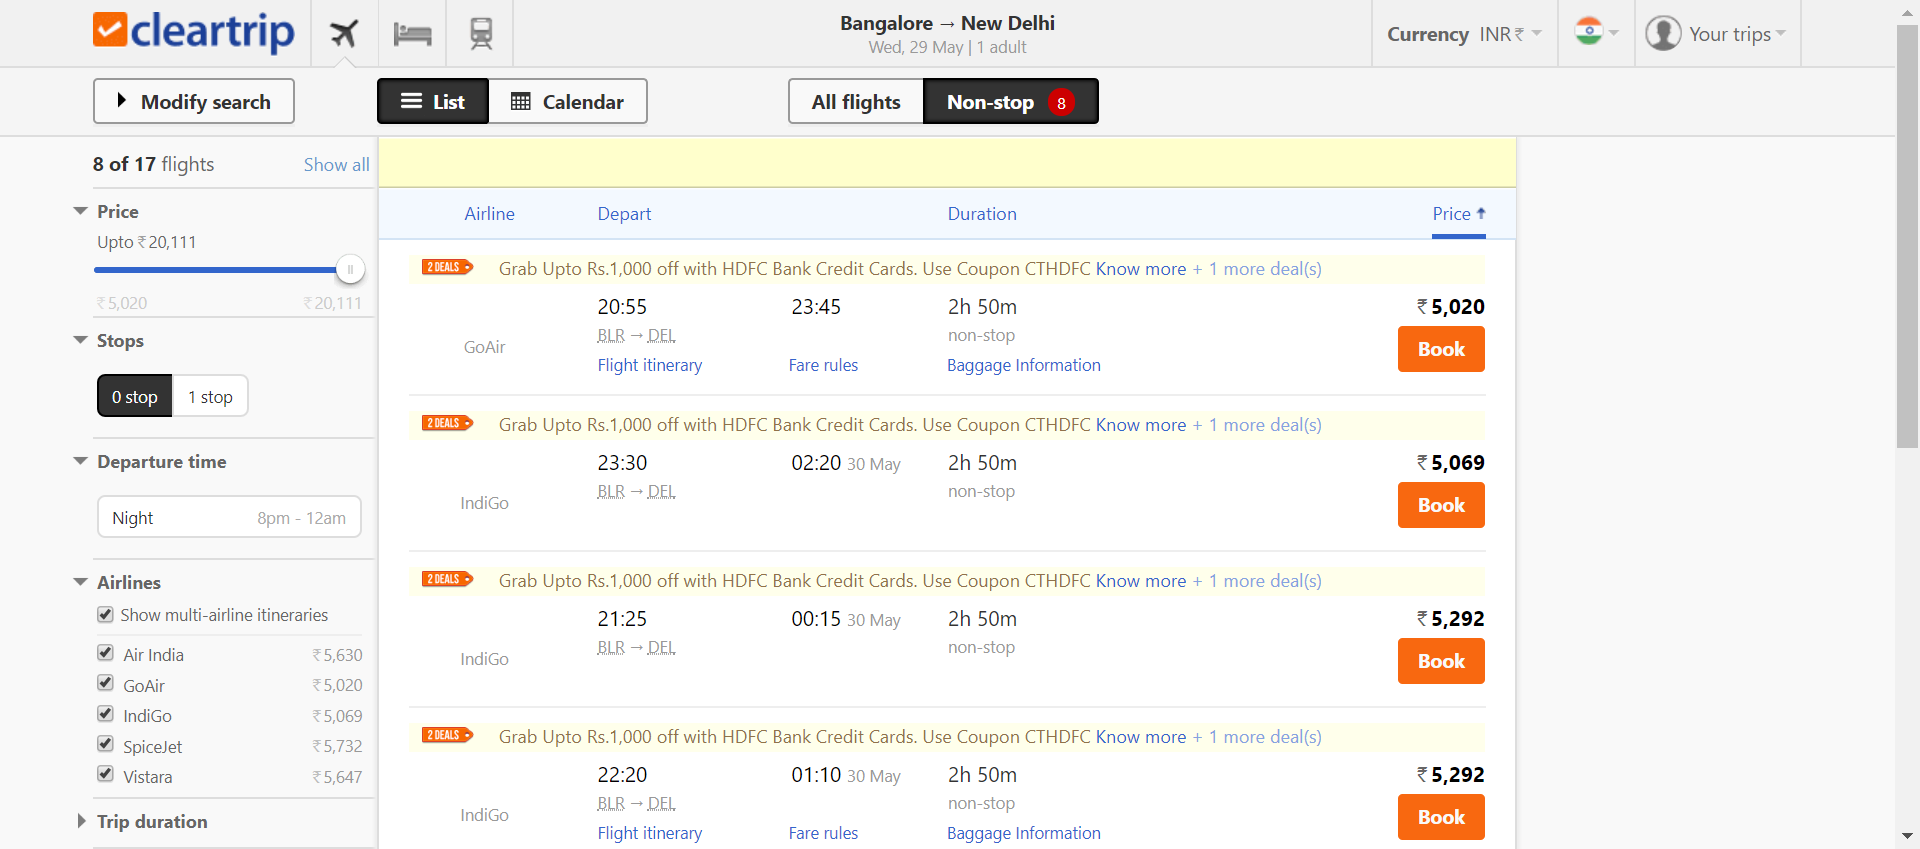 cleartrip
Bangalore → New Delhi
Wed, 29 May | 1 adult
Currency INR ₹
Your trips
Modify search
List
Calendar
All flights
Non-stop 8
8 of 17 flights
Show all
Price
Upto ₹20,111
₹5,020 ₹20,111
Stops
0 stop 1 stop
Departure time
Night 8pm - 12am
Airlines
Show multi-airline itineraries
Air India ₹5,630
GoAir ₹5,020
IndiGo ₹5,069
SpiceJet ₹5,732
Vistara ₹5,647
Trip duration
Airline Depart Duration Price
2 DEALS Grab Upto Rs.1,000 off with HDFC Bank Credit Cards. Use Coupon CTHDFC Know more + 1 more deal(s)
20:55 23:45 2h 50m ₹5,020
BLR → DEL non-stop
GoAir Book
Flight itinerary Fare rules Baggage Information
2 DEALS Grab Upto Rs.1,000 off with HDFC Bank Credit Cards. Use Coupon CTHDFC Know more + 1 more deal(s)
23:30 02:20 30 May 2h 50m ₹5,069
BLR → DEL non-stop
IndiGo Book
2 DEALS Grab Upto Rs.1,000 off with HDFC Bank Credit Cards. Use Coupon CTHDFC Know more + 1 more deal(s)
21:25 00:15 30 May 2h 50m ₹5,292
BLR → DEL non-stop
IndiGo Book
2 DEALS Grab Upto Rs.1,000 off with HDFC Bank Credit Cards. Use Coupon CTHDFC Know more + 1 more deal(s)
22:20 01:10 30 May 2h 50m ₹5,292
BLR → DEL non-stop
IndiGo Book
Flight itinerary Fare rules Baggage Information